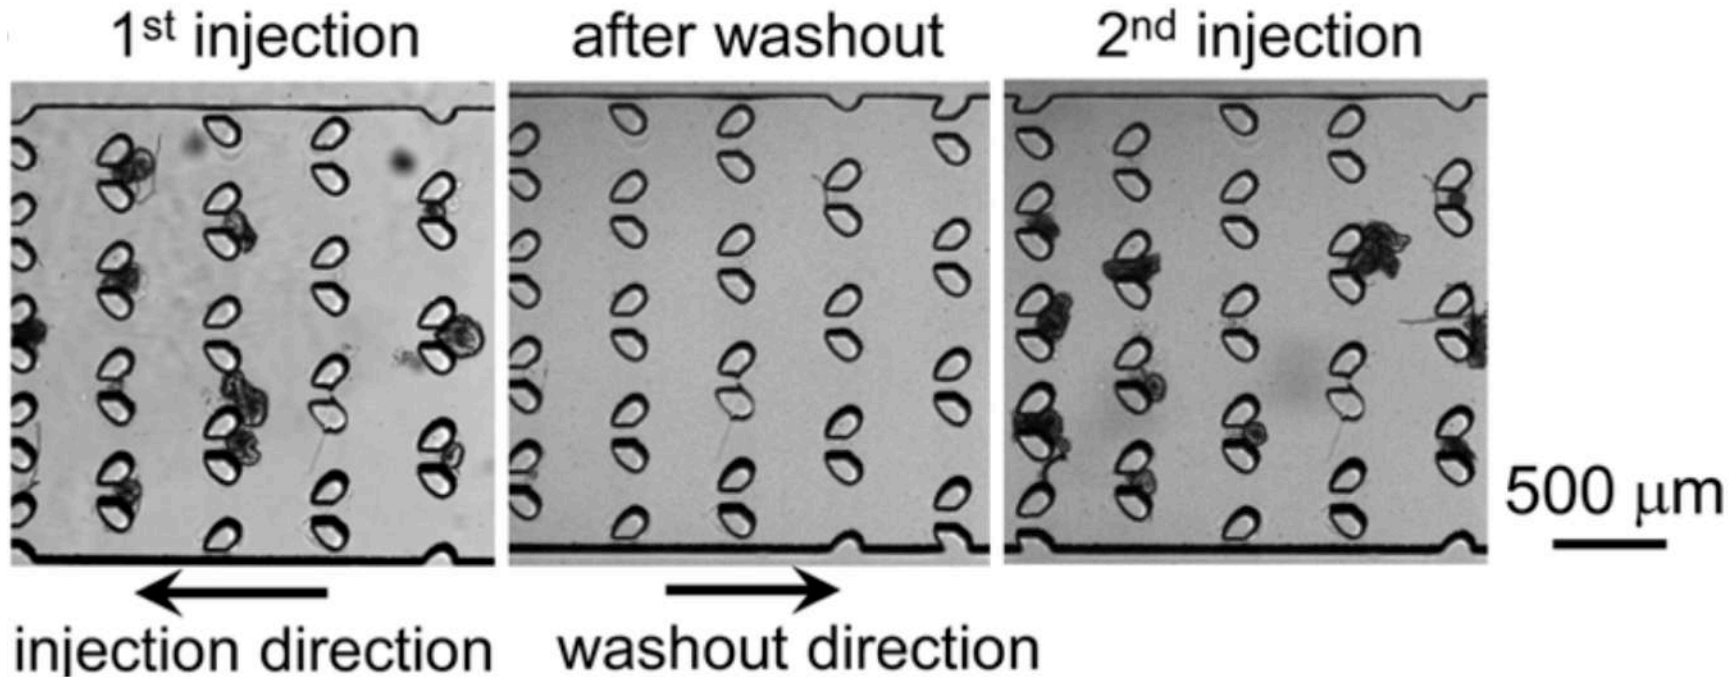 1st injection
after washout
2nd injection
500 μm
injection direction
washout direction